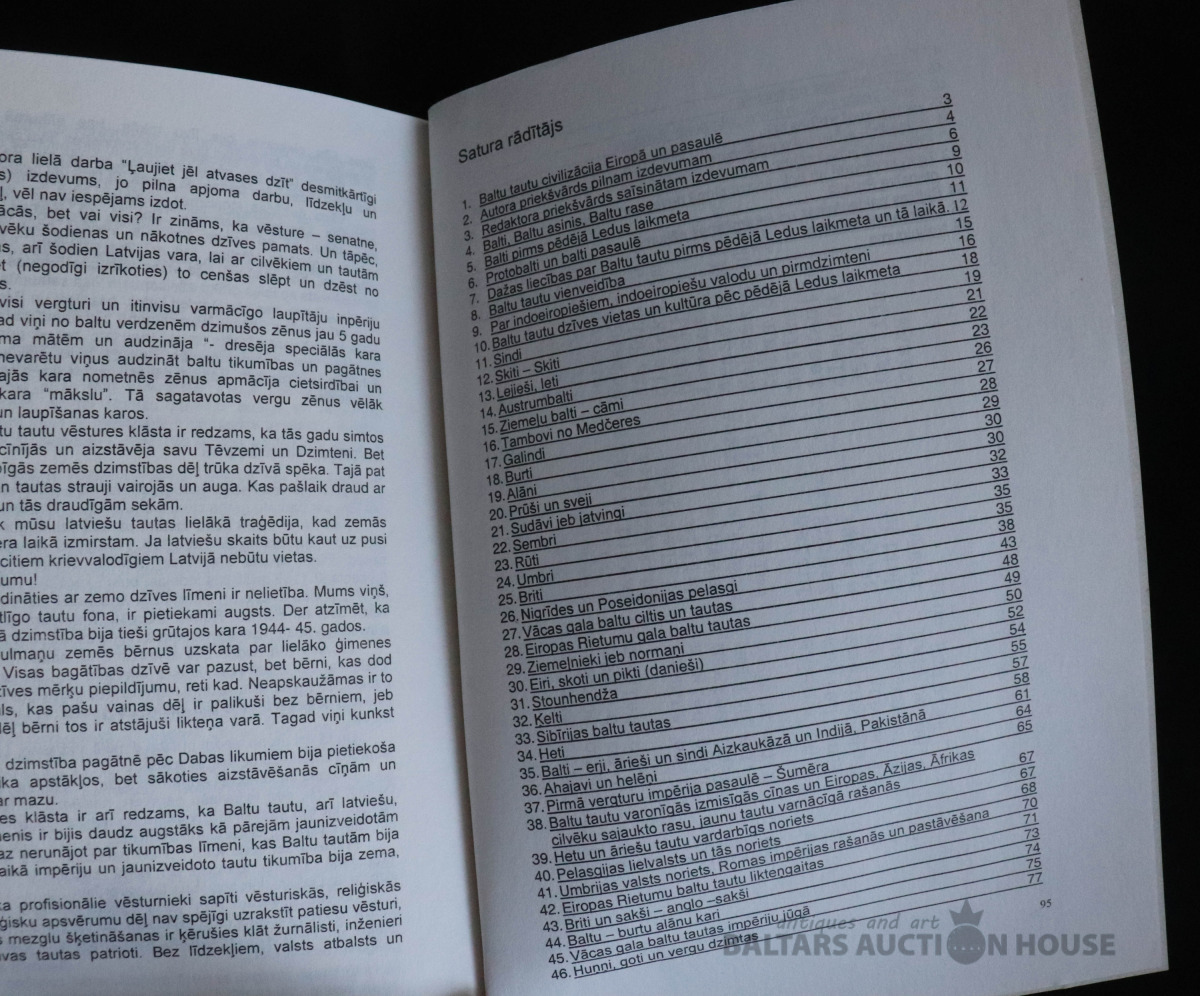 ora lielā darba "Ļaujiet jēl atvases dzīt" desmitkārtīgi
s) izdevums, jo pilna apjoma darbu, līdzekļu un
ļ, vēl nav iespējams izdot.
ācās, bet vai visi? Ir zināms, ka vēsture – senatne,
vēku šodienas un nākotnes dzīves pamats. Un tāpēc,
as, arī šodien Latvijas vara, lai ar cilvēkiem un tautām
t (negodīgi izrīkoties) to cenšas slēpt un dzēst no
s.
visi vergturi un itinvisu varmācīgo laupītāju inpēriju
ad viņi no baltu verdzenēm dzimušos zēnus jau 5 gadu
ma mātēm un audzināja "- dresēja speciālās kara
nevarētu viņus audzināt baltu tikumības un pagātnes
ajās kara nometnēs zēnus apmācīja cietsirdībai un
kara "mākslu". Tā sagatavotas vergu zēnus vēlāk
un laupīšanas karos.
tu tautu vēstures klāsta ir redzams, ka tās gadu simtos
cīnījās un aizstāvēja savu Tēvzemi un Dzimteni. Bet
bīgās zemēs dzimstības dēļ trūka dzīvā spēka. Tajā pat
n tautas strauji vairojās un auga. Kas pašlaik draud ar
un tās draudīgām sekām.
k mūsu latviešu tautas lielākā traģēdija, kad zemās
era laikā izmirstam. Ja latviešu skaits būtu kaut uz pusi
citiem krievvalodīgiem Latvijā nebūtu vietas.
umu!
dināties ar zemo dzīves līmeni ir nelietība. Mums viņš,
tlīgo tautu fona, ir pietiekami augsts. Der atzīmēt, ka
ā dzimstība bija tieši grūtajos kara 1944- 45. gados.
ulmaņu zemēs bērnus uzskata par lielāko ģimenes
Visas bagātības dzīvē var pazust, bet bērni, kas dod
zīves mērķu piepildījumu, reti kad. Neapskaužāmas ir to
ls, kas pašu vainas dēļ ir palikuši bez bērniem, jeb
dēļ bērni tos ir atstājuši likteņa varā. Tagad viņi kunkst
dzimstība pagātnē pēc Dabas likumiem bija pietiekoša
ika apstākļos, bet sākoties aizstāvēšanās cīņām un
ar mazu.
es klāsta ir arī redzams, ka Baltu tautu, arī latviešu,
menis ir bijis daudz augstāks kā pārejām jaunizveidotām
az nerunājot par tikumības līmeni, kas Baltu tautām bija
laikā impēriju un jaunizveidoto tautu tikumība bija zema,
a profisionālie vēsturnieki sapīti vēsturiskās, reliģiskās
ģisku apsvērumu dēļ nav spējīgi uzrakstīt patiesu vēsturi,
s mezglu šķetināšanas ir ķērušies klāt žurnālisti, inženieri
avas tautas patrioti. Bez līdzekļiem, valsts atbalsts un
Satura rādītājs
1. Baltu tautu civilizācija Eiropā un pasaulē 3
2. Autora priekšvārds pilnam izdevumam 4
3. Redaktora priekšvārds saīsinātam izdevumam 6
4. Balti, Baltu asinis, Baltu rase 9
5. Balti pirms pēdējā Ledus laikmeta 10
6. Protobalti un balti pasaulē 11
7. Dažas liecības par Baltu tautu pirms pēdējā Ledus laikmeta un tā laikā. 12
8. Baltu tautu vienveidība 15
9. Par indoeiropiešiem, indoeiropiešu valodu un pirmdzimteni 16
10. Baltu tautu dzīves vietas un kultūra pēc pēdējā Ledus laikmeta 18
11. Sindi 19
12. Skiti – Skiti 21
13. Lejieši, leti 22
14. Austrumbalti 23
15. Ziemeļu balti – cāmi 26
16. Tambovi no Medčeres 27
17. Galindi 28
18. Burti 29
19. Alāni 30
20. Prūši un sveji 30
21. Sudāvi jeb jatvingi 32
22. Sembri 33
23. Rūti 35
24. Umbri 35
25. Briti 38
26. Nigrīdes un Poseidonijas pelasgi 43
27. Vācas gala baltu ciltis un tautas 48
28. Eiropas Rietumu gala baltu tautas 49
29. Ziemeļnieki jeb normaņi 50
30. Eiri, skoti un pikti (danieši) 52
31. Stounhendža 54
32. Ķelti 55
33. Sibīrijas baltu tautas 57
34. Heti 58
35. Balti – erji, ārieši un sindi Aizkaukāzā un Indijā, Pakistānā 61
36. Ahajavi un helēņi 64
37. Pirmā vergturu impērija pasaulē – Šumēra 65
38. Baltu tautu varonīgās izmisīgās cīņas un Eiropas, Āzijas, Āfrikas
cilvēku sajaukto rasu, jaunu tautu varnācīgā rašanās 67
39. Hetu un āriešu tautu vardarbīgs noriets 67
40. Pelasgijas lielvalsts un tās noriets 68
41. Umbrijas valsts noriets, Romas impērijas rašanās un pastāvēšana 70
42. Eiropas Rietumu baltu tautu likteņgaitas 71
43. Briti un sakši – anglo –sakši 73
44. Baltu – burtu alāņu kari 74
45. Vācas gala baltu tautas impēriju jūgā 75
46. Hunņi, goti un vergu dzimtas 77
95
antiques and art
BALTARS AUCTION HOUSE